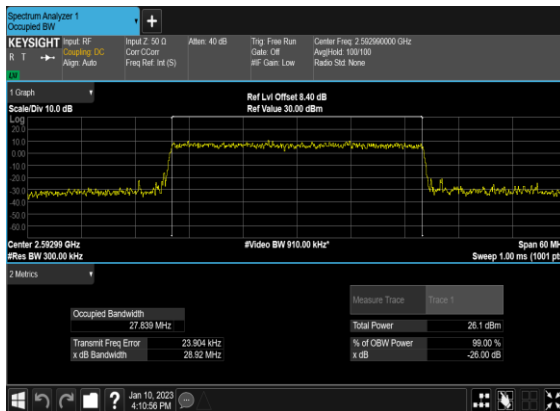 Spectrum Analyzer 1
Occupied BW
KEYSIGHT
R T
Input: RF
Coupling: DC
Align: Auto
Input Z: 50 Ω
Corr CCorr
Freq Ref: Int (S)
Atten: 40 dB
Trig: Free Run
Gate: Off
#IF Gain: Low
Center Freq: 2.592990000 GHz
Avg|Hold: 100/100
Radio Std: None
1 Graph
Scale/Div 10.0 dB
Ref Lvl Offset 8.40 dB
Ref Value 30.00 dBm
Log
20.0
10.0
0.00
-10.0
-20.0
-30.0
-40.0
-50.0
-60.0
Center 2.59299 GHz
#Res BW 300.00 kHz
#Video BW 910.00 kHz*
Span 60 MH
Sweep 1.00 ms (1001 pt
2 Metrics
Occupied Bandwidth
27.839 MHz
Transmit Freq Error 23.904 kHz
x dB Bandwidth 28.92 MHz
Measure Trace Trace 1
Total Power 26.1 dBm
% of OBW Power 99.00 %
x dB -26.00 dB
?
Jan 10, 2023
4:10:56 PM